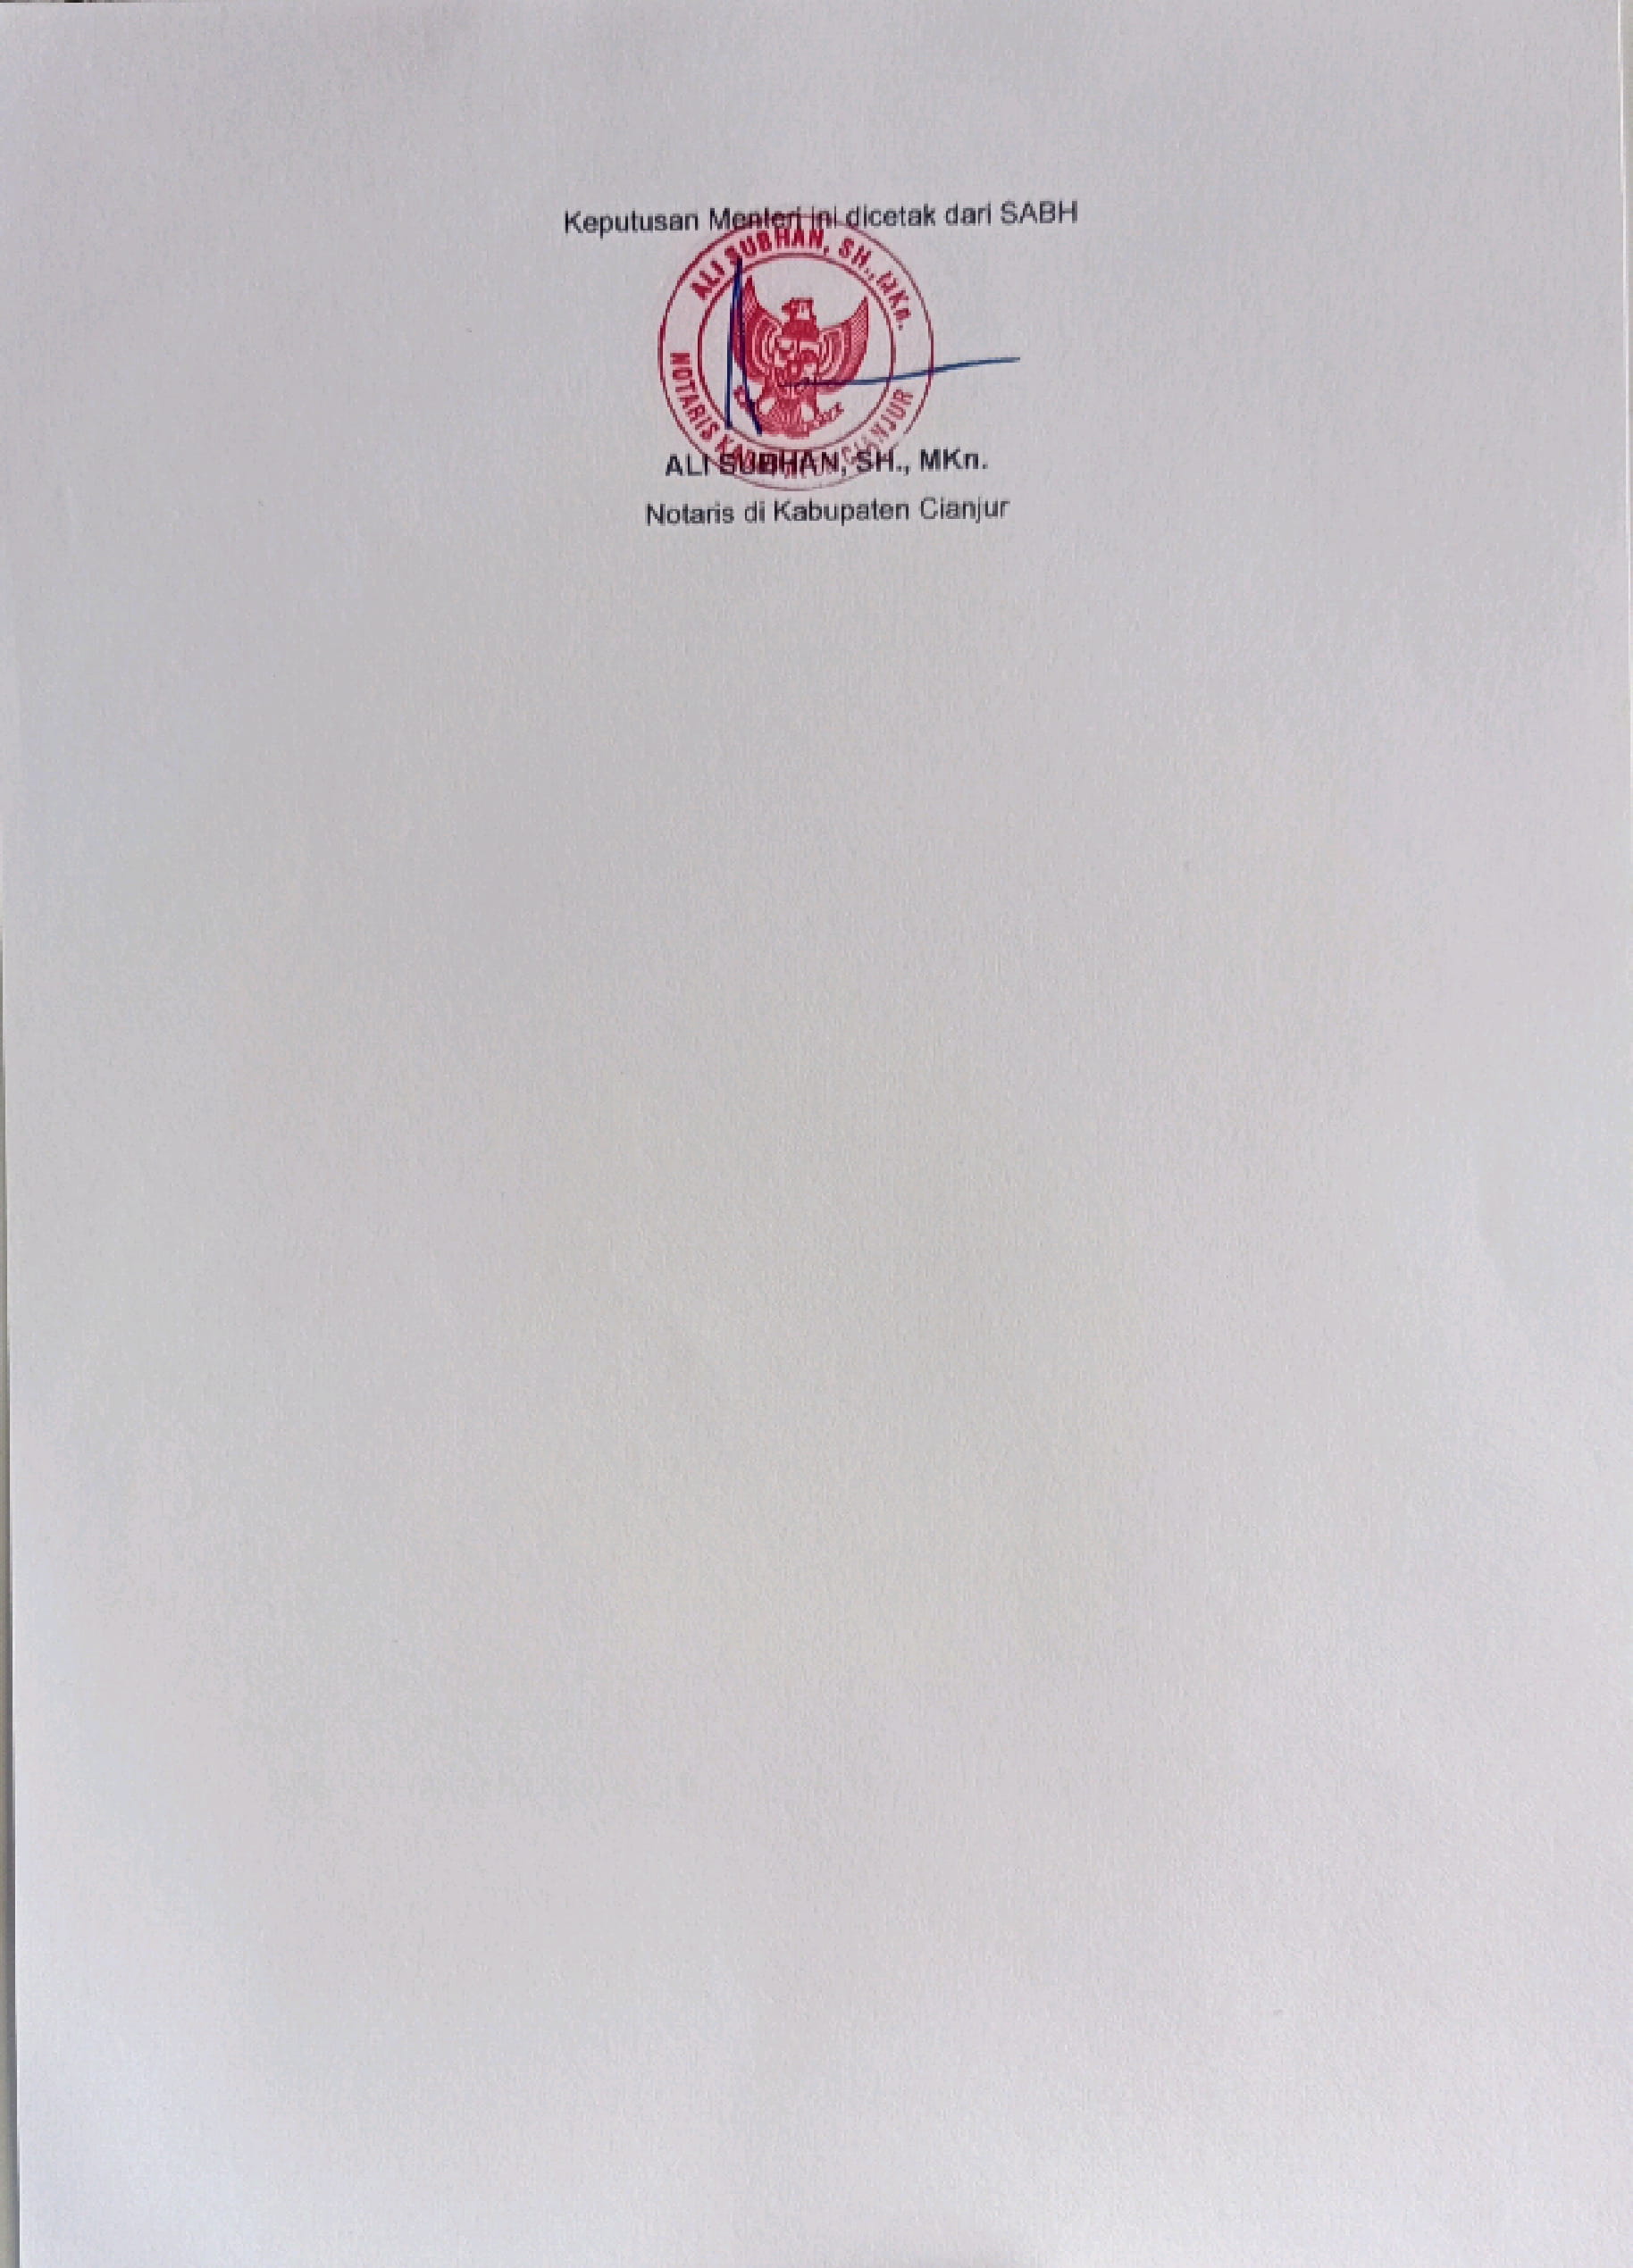 Keputusan Menteri ini dicetak dari SABH
ALI SUBHAN, SH., MKn.
NOTARIS KABUPATEN CIANJUR
ALI SUBHAN, SH., MKn.
Notaris di Kabupaten Cianjur